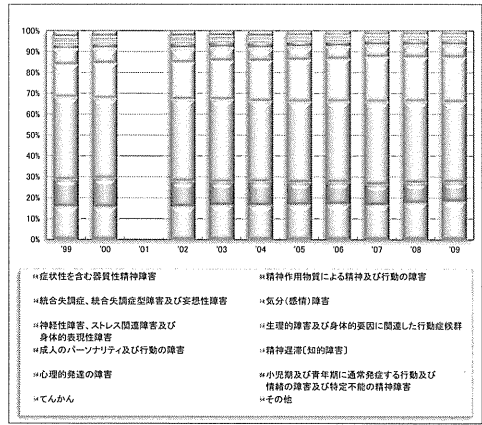 100%
90%
80%
70%
60%
50%
40%
30%
20%
10%
0%
'99 '00 '01 '02 '03 '04 '05 '06 '07 '08 '09
症状性を含む器質性精神障害 精神作用物質による精神及び行動の障害
統合失調症、統合失調症型障害及び妄想性障害 気分(感情)障害
神経性障害、ストレス関連障害及び 生理的障害及び身体的要因に関連した行動症候群
身体的表現性障害
成人のパーソナリティ及び行動の障害 精神遅滞〔知的障害〕
心理的発達の障害 小児期及び青年期に通常発症する行動及び
情緒の障害及び特定不能の精神障害
てんかん その他